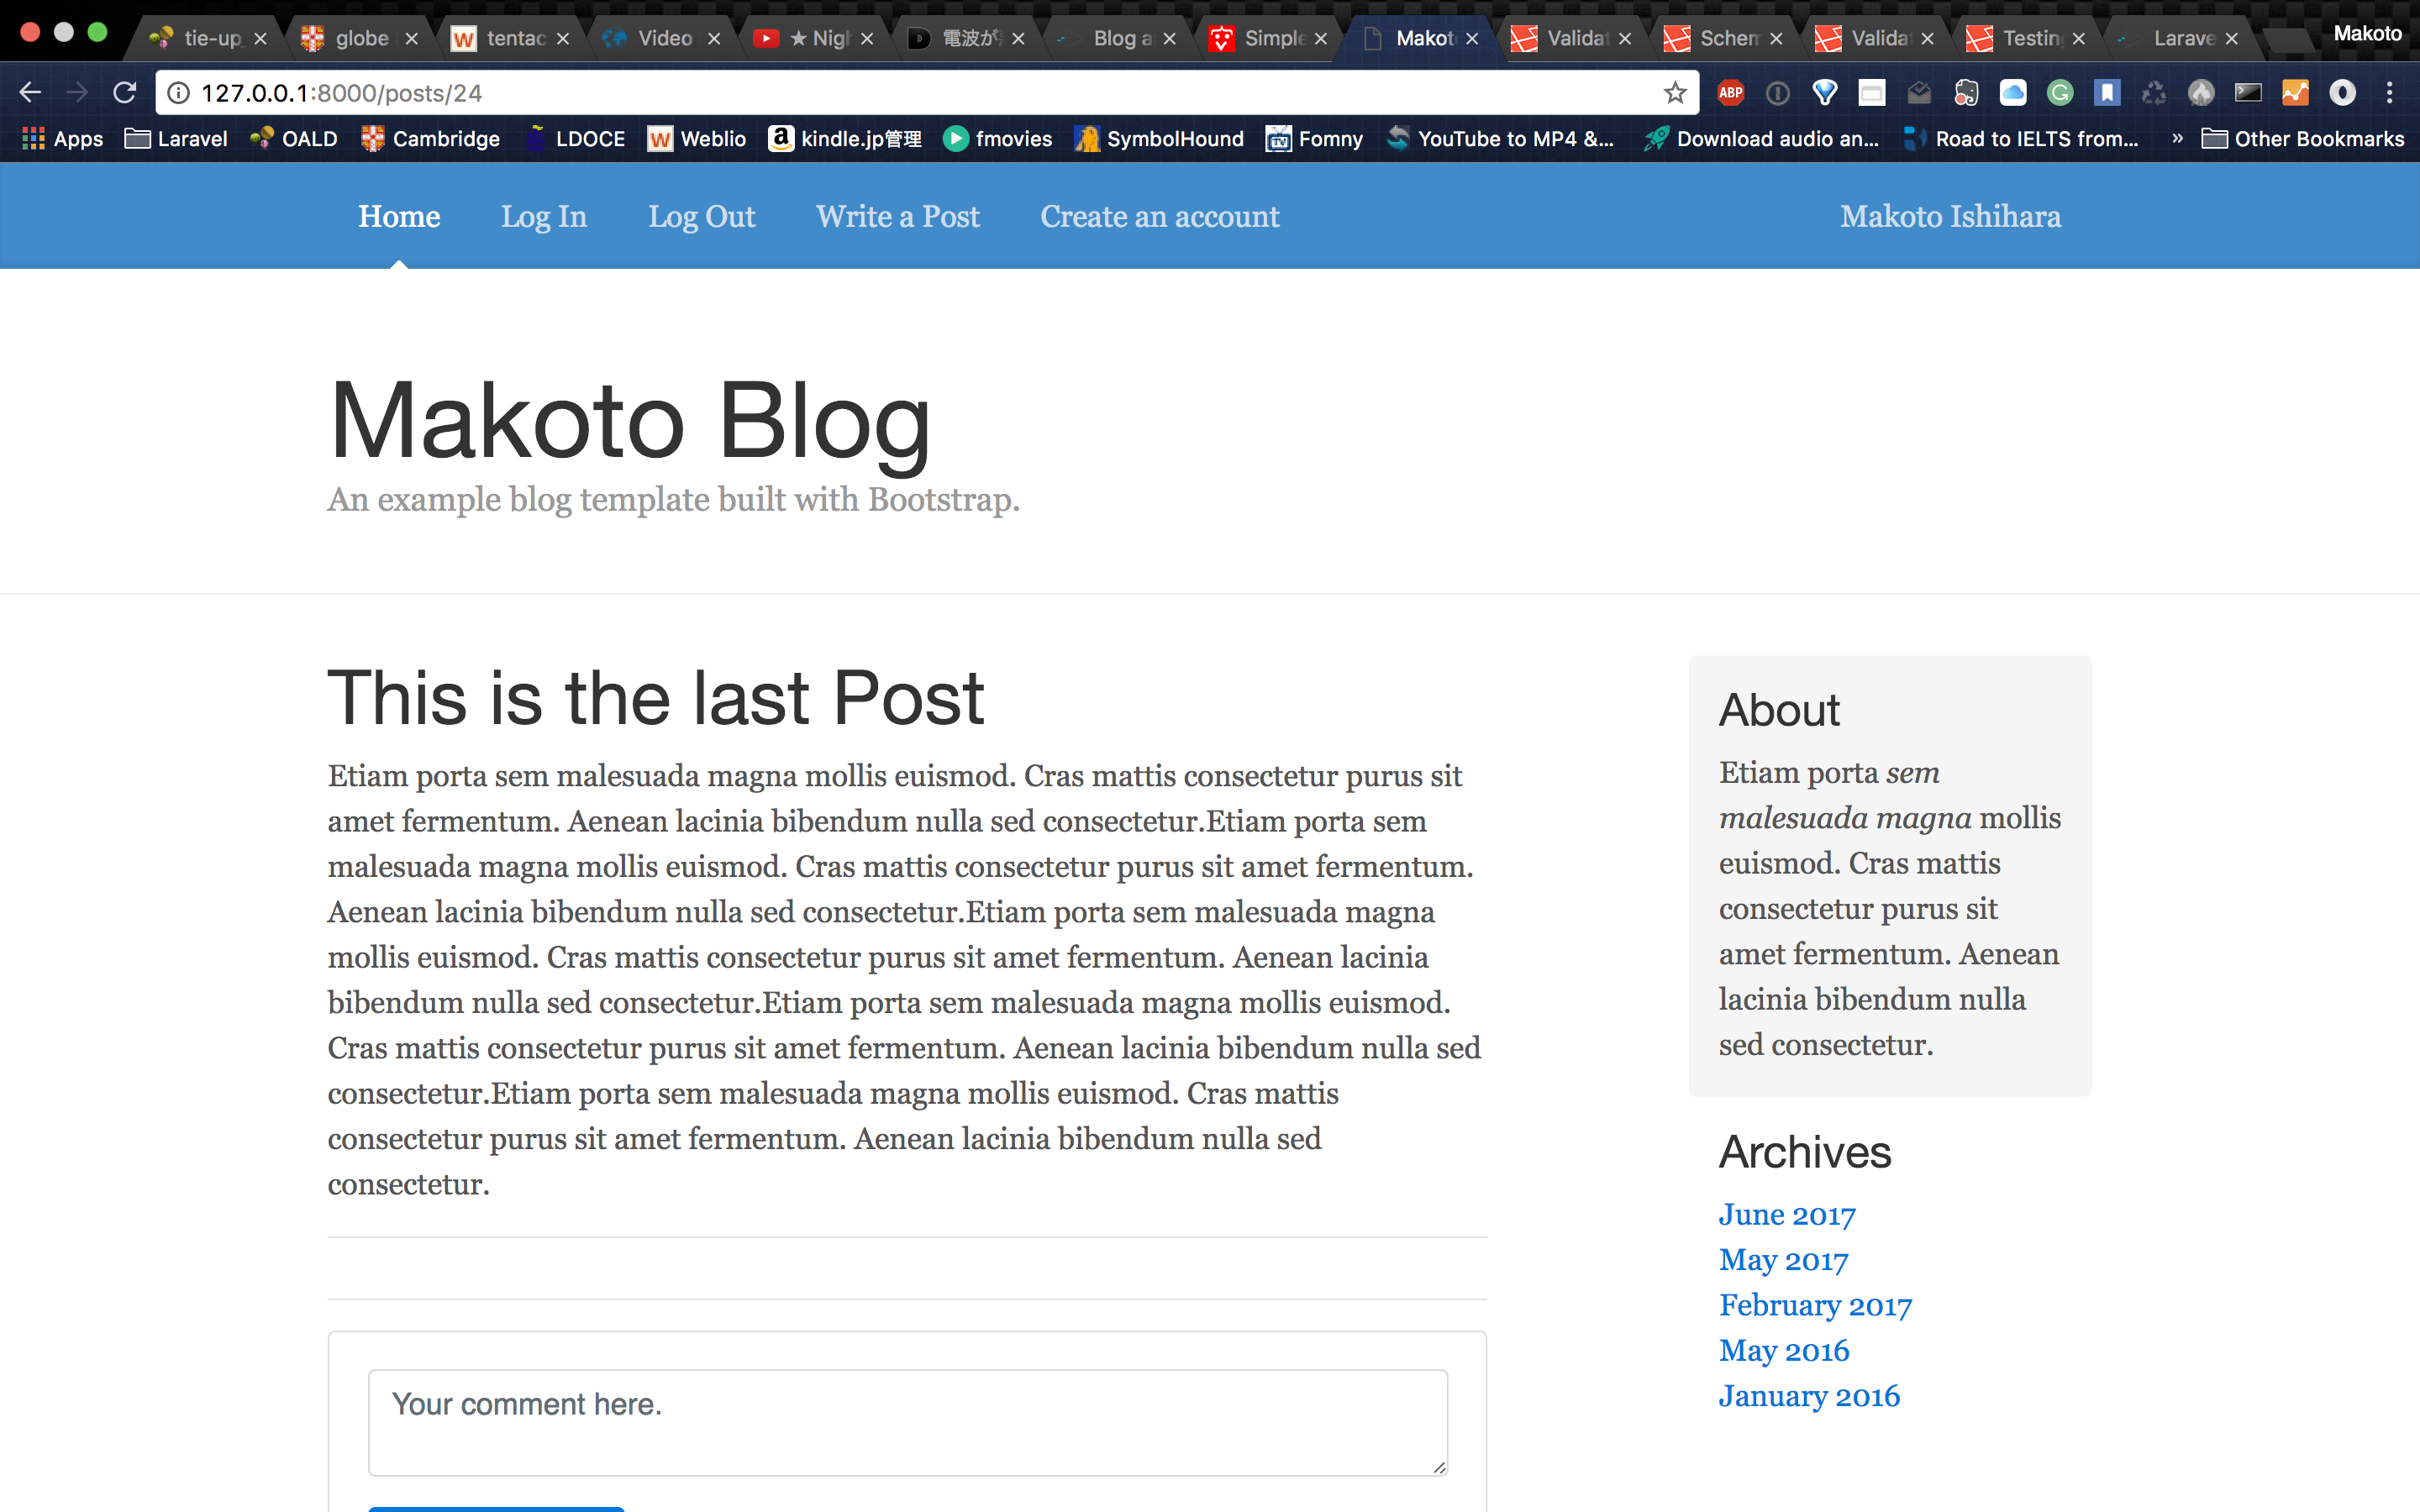 tie-up
globe
tentac
Video
★ Nigh
電波が
Blog a
Simple
Makoto
Validat
Schem
Validat
Testing
Larave
Makoto
127.0.0.1:8000/posts/24
ABP
Apps
Laravel
OALD
Cambridge
LDOCE
Weblio
kindle.jp管理
fmovies
SymbolHound
Fomny
YouTube to MP4 &...
Download audio an...
Road to IELTS from...
»
Other Bookmarks
Home
Log In
Log Out
Write a Post
Create an account
Makoto Ishihara
Makoto Blog
An example blog template built with Bootstrap.
This is the last Post
Etiam porta sem malesuada magna mollis euismod. Cras mattis consectetur purus sit
amet fermentum. Aenean lacinia bibendum nulla sed consectetur.Etiam porta sem
malesuada magna mollis euismod. Cras mattis consectetur purus sit amet fermentum.
Aenean lacinia bibendum nulla sed consectetur.Etiam porta sem malesuada magna
mollis euismod. Cras mattis consectetur purus sit amet fermentum. Aenean lacinia
bibendum nulla sed consectetur.Etiam porta sem malesuada magna mollis euismod.
Cras mattis consectetur purus sit amet fermentum. Aenean lacinia bibendum nulla sed
consectetur.Etiam porta sem malesuada magna mollis euismod. Cras mattis
consectetur purus sit amet fermentum. Aenean lacinia bibendum nulla sed
consectetur.
Your comment here.
About
Etiam porta sem
malesuada magna mollis
euismod. Cras mattis
consectetur purus sit
amet fermentum. Aenean
lacinia bibendum nulla
sed consectetur.
Archives
June 2017
May 2017
February 2017
May 2016
January 2016